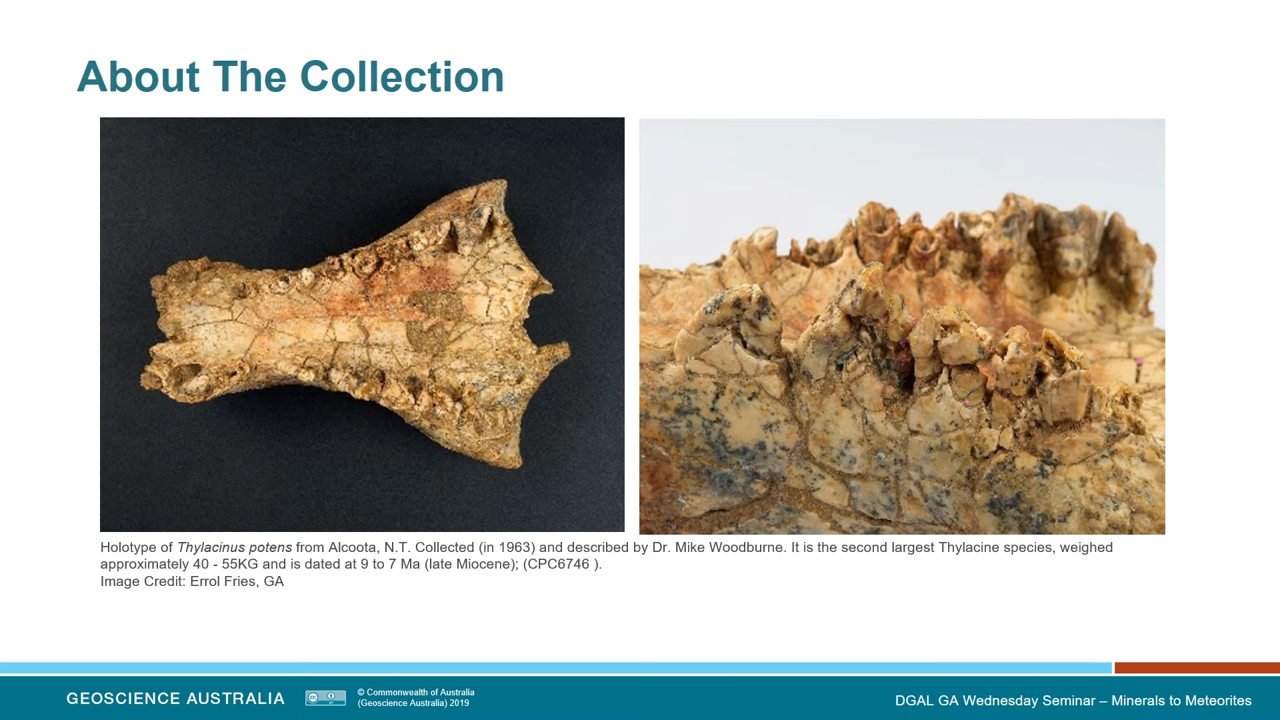 About The Collection
Holotype of Thylacinus potens from Alcoota, N.T. Collected (in 1963) and described by Dr. Mike Woodburne. It is the second largest Thylacine species, weighed
approximately 40 - 55KG and is dated at 9 to 7 Ma (late Miocene); (CPC6746 ).
Image Credit: Errol Fries, GA
GEOSCIENCE AUSTRALIA
© Commonwealth of Australia
(Geoscience Australia) 2019
DGAL GA Wednesday Seminar – Minerals to Meteorites